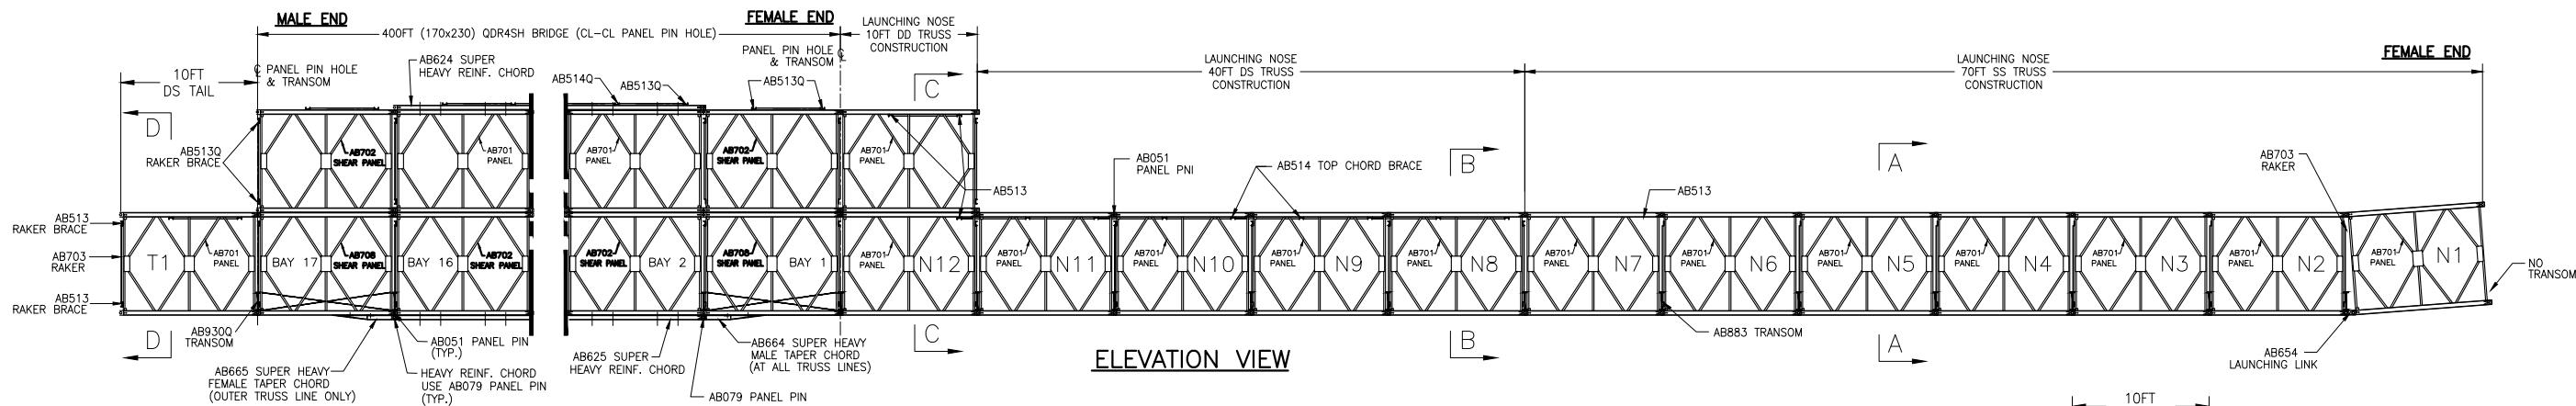 MALE END
FEMALE END
LAUNCHING NOSE
10FT DD TRUSS
CONSTRUCTION
400FT (170x230) QDR4SH BRIDGE (CL-CL PANEL PIN HOLE)
FEMALE END
10FT
DS TAIL
℄ PANEL PIN HOLE
& TRANSOM
AB624 SUPER
HEAVY REINF. CHORD
AB514Q
AB513Q
PANEL PIN HOLE ℄
& TRANSOM
AB513Q
C
LAUNCHING NOSE
40FT DS TRUSS
CONSTRUCTION
LAUNCHING NOSE
70FT SS TRUSS
CONSTRUCTION
D
AB513Q
RAKER BRACE
AB702
SHEAR PANEL
AB701
PANEL
AB701
PANEL
AB702
SHEAR PANEL
AB701
PANEL
AB513
AB051
PANEL PNI
AB514 TOP CHORD BRACE
B
AB513
A
AB703
RAKER
AB513
RAKER BRACE
AB703
RAKER
AB513
RAKER BRACE
T1
AB701
PANEL
BAY 17
AB708
SHEAR PANEL
BAY 16
AB702
SHEAR PANEL
AB702
SHEAR PANEL
BAY 2
AB708
SHEAR PANEL
BAY 1
AB701
PANEL
N12
AB701
PANEL
N11
AB701
PANEL
N10
AB701
PANEL
N9
AB701
PANEL
N8
AB701
PANEL
N7
AB701
PANEL
N6
AB701
PANEL
N5
AB701
PANEL
N4
AB701
PANEL
N3
AB701
PANEL
N2
AB701
PANEL
N1
NO
TRANSOM
D
AB930Q
TRANSOM
AB665 SUPER HEAVY
FEMALE TAPER CHORD
(OUTER TRUSS LINE ONLY)
AB051 PANEL PIN
(TYP.)
HEAVY REINF. CHORD
USE AB079 PANEL PIN
(TYP.)
AB625 SUPER
HEAVY REINF. CHORD
AB664 SUPER HEAVY
MALE TAPER CHORD
(AT ALL TRUSS LINES)
AB079 PANEL PIN
C
ELEVATION VIEW
B
AB883 TRANSOM
A
AB654
LAUNCHING LINK
10FT